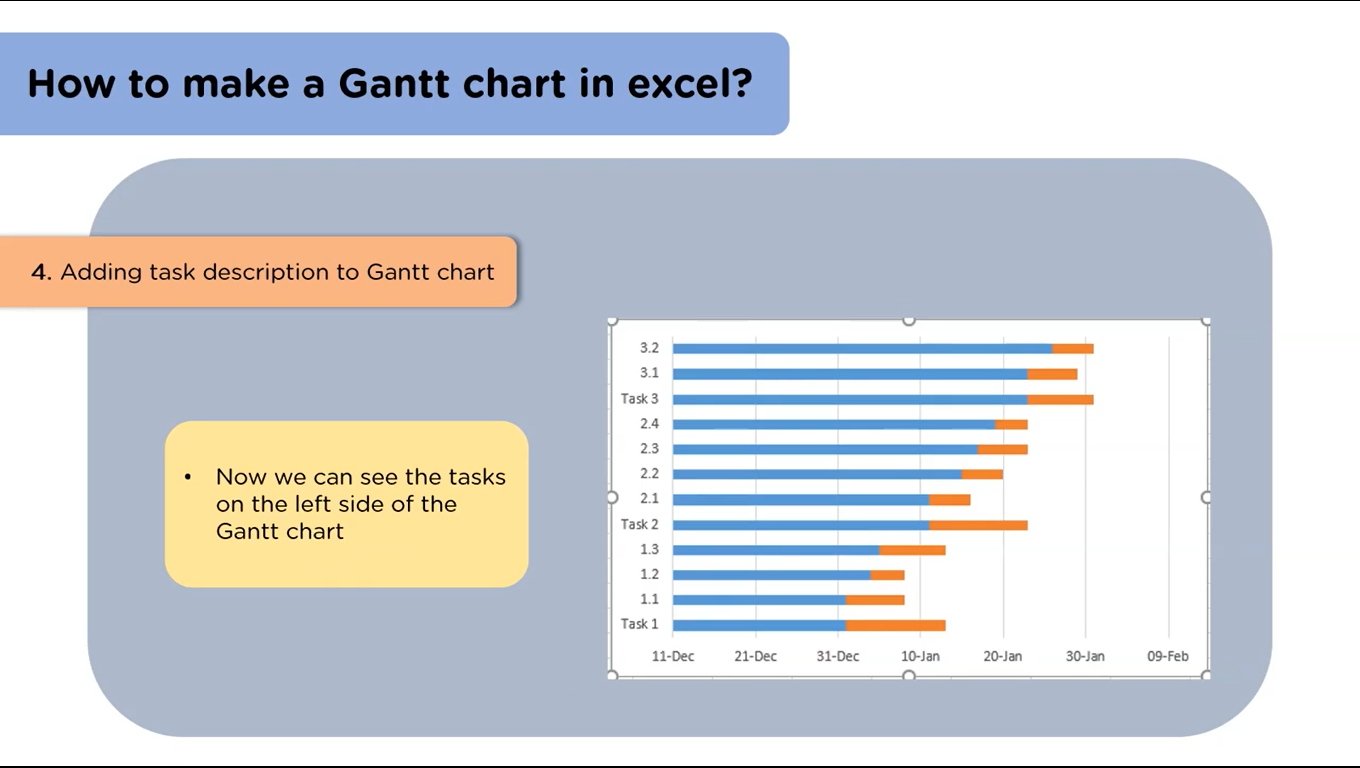 How to make a Gantt chart in excel?
4. Adding task description to Gantt chart
• Now we can see the tasks
on the left side of the
Gantt chart
3.2
3.1
Task 3
2.4
2.3
2.2
2.1
Task 2
1.3
1.2
1.1
Task 1
11-Dec 21-Dec 31-Dec 10-Jan 20-Jan 30-Jan 09-Feb